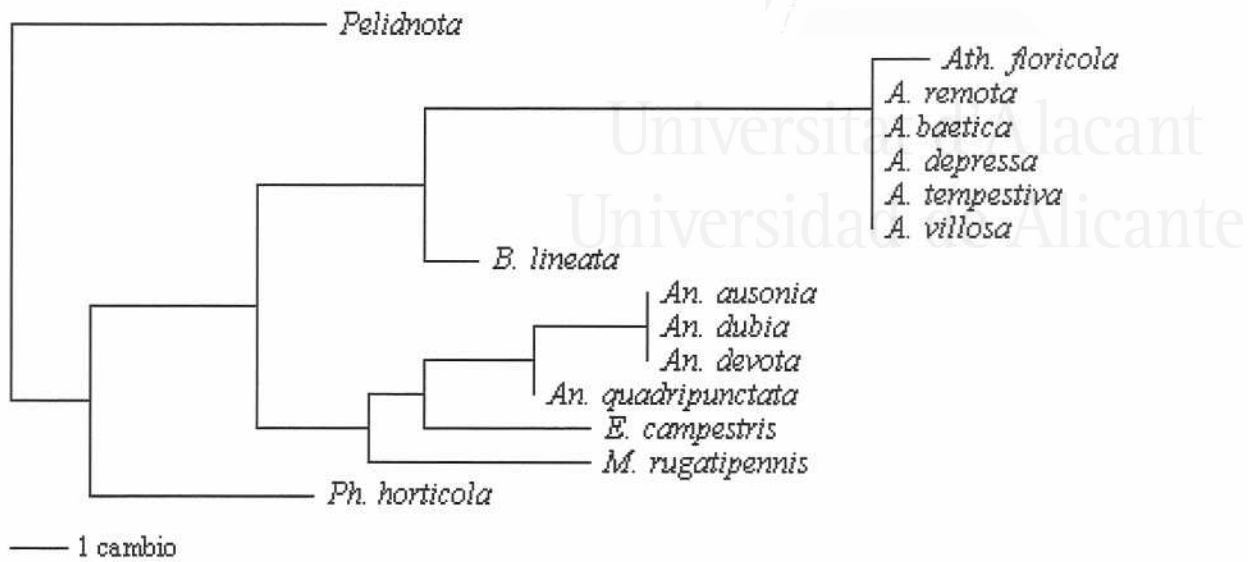 Pelidnota
Ath. floricola
A. remota
A. baetica
A. depressa
A. tempestiva
A. villosa
B. lineata
An. ausonia
An. dubia
An. devota
An. quadripunctata
E. campestris
M. rugatipennis
Ph. horticola
1 cambio
Universitat d'Alacant
Universidad de Alicante